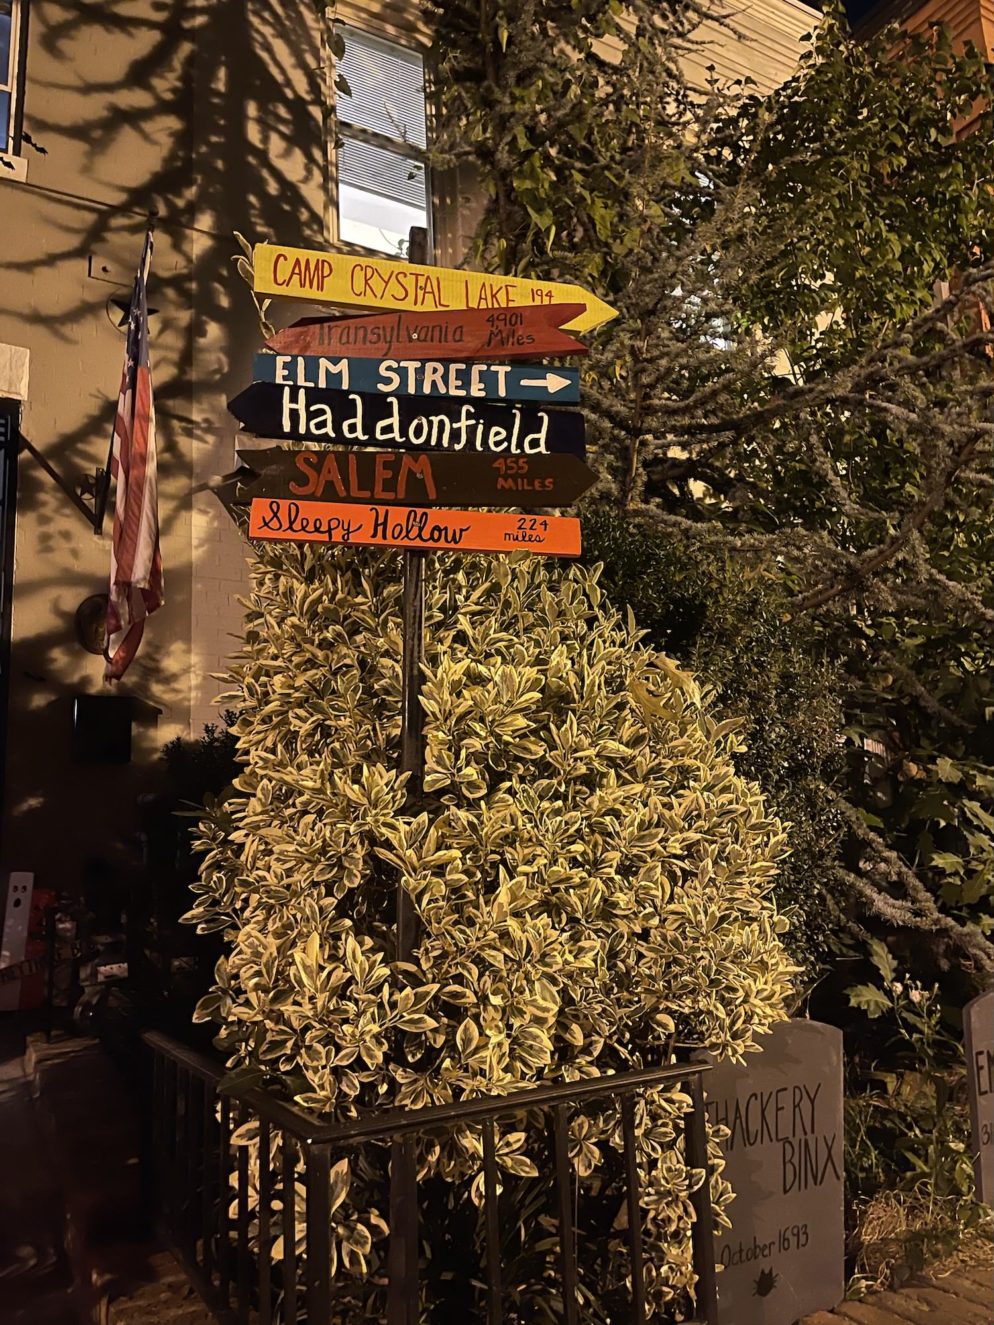 CAMP CRYSTAL LAKE 194
Transylvania 4901 Miles
ELM STREET →
Haddonfield
SALEM 455 MILES
Sleepy Hollow 224 miles
THACKERY
BINX
October 1693